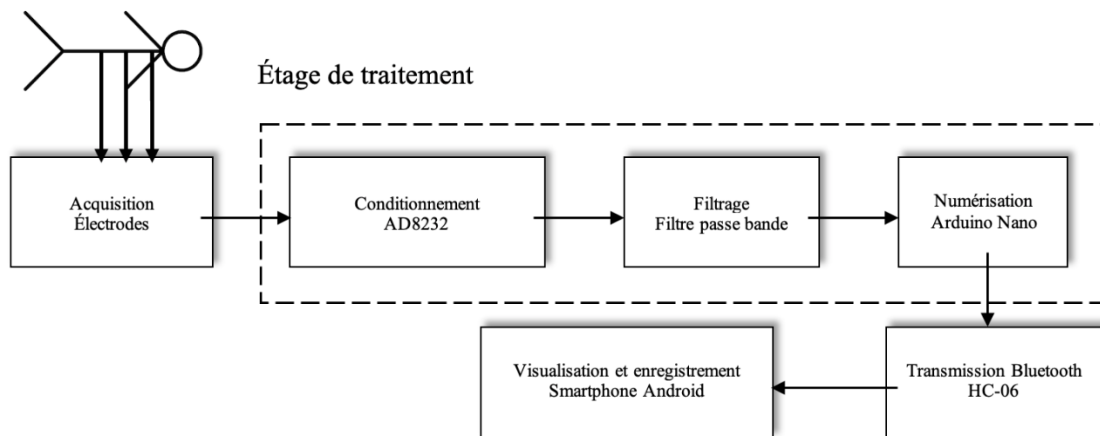 Étage de traitement
Acquisition
Électrodes
Conditionnement
AD8232
Filtrage
Filtre passe bande
Numérisation
Arduino Nano
Transmission Bluetooth
HC-06
Visualisation et enregistrement
Smartphone Android